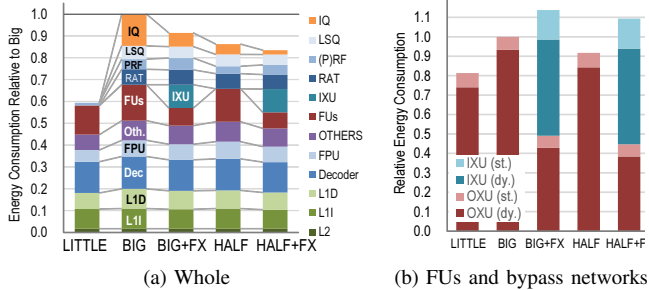 Energy Consumption Relative to Big
1.0
0.9
0.8
0.7
0.6
0.5
0.4
0.3
0.2
0.1
0.0
IQ
LSQ
PRF
RAT
FUs
Oth.
FPU
Dec
L1D
L1I
IXU
LITTLE BIG BIG+FX HALF HALF+FX
IQ
LSQ
(P)RF
RAT
IXU
FUs
OTHERS
FPU
Decoder
L1D
L1I
L2
(a) Whole
Relative Energy Consumption
1.1
1.0
0.9
0.8
0.7
0.6
0.5
0.4
0.3
0.2
0.1
0.0
IXU (st.)
IXU (dy.)
OXU (st.)
OXU (dy.)
LITTLE BIG BIG+FX HALF HALF+F
(b) FUs and bypass networks